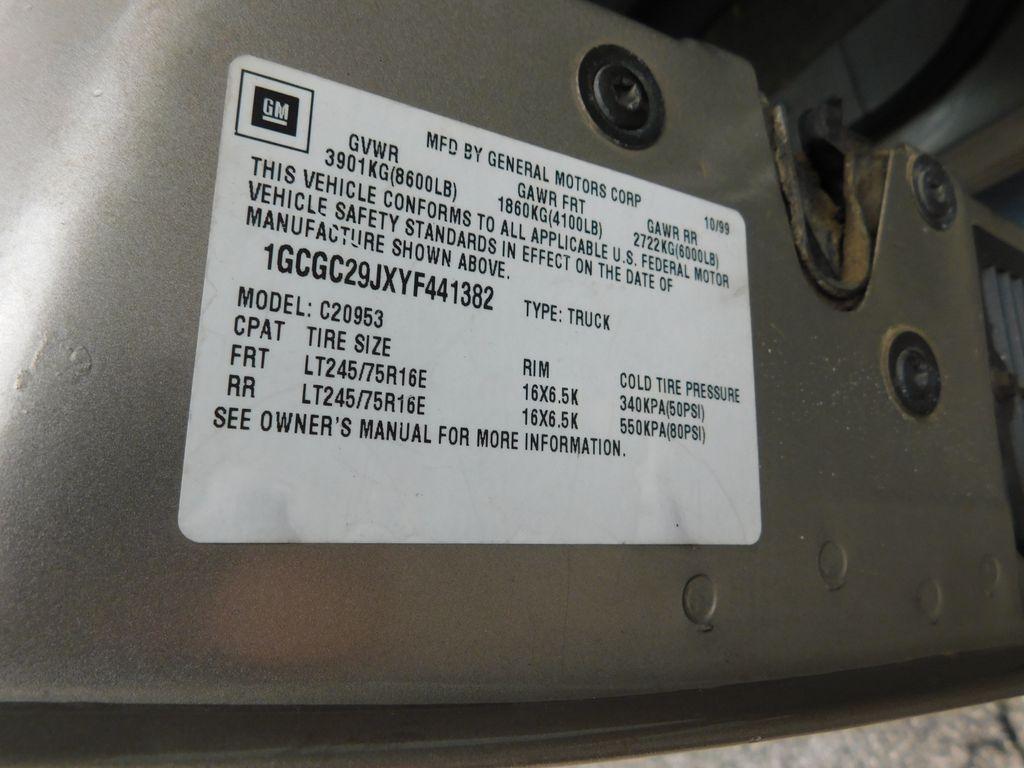 GM
MFD BY GENERAL MOTORS CORP 10/99
GVWR GAWR FRT GAWR RR
3901KG(8600LB) 1860KG(4100LB) 2722KG(6000LB)
THIS VEHICLE CONFORMS TO ALL APPLICABLE U.S. FEDERAL MOTOR
VEHICLE SAFETY STANDARDS IN EFFECT ON THE DATE OF
MANUFACTURE SHOWN ABOVE.
1GCGC29JXYF441382 TYPE: TRUCK
MODEL: C20953
CPAT TIRE SIZE RIM COLD TIRE PRESSURE
FRT LT245/75R16E 16X6.5K 340KPA(50PSI)
RR LT245/75R16E 16X6.5K 550KPA(80PSI)
SEE OWNER'S MANUAL FOR MORE INFORMATION.